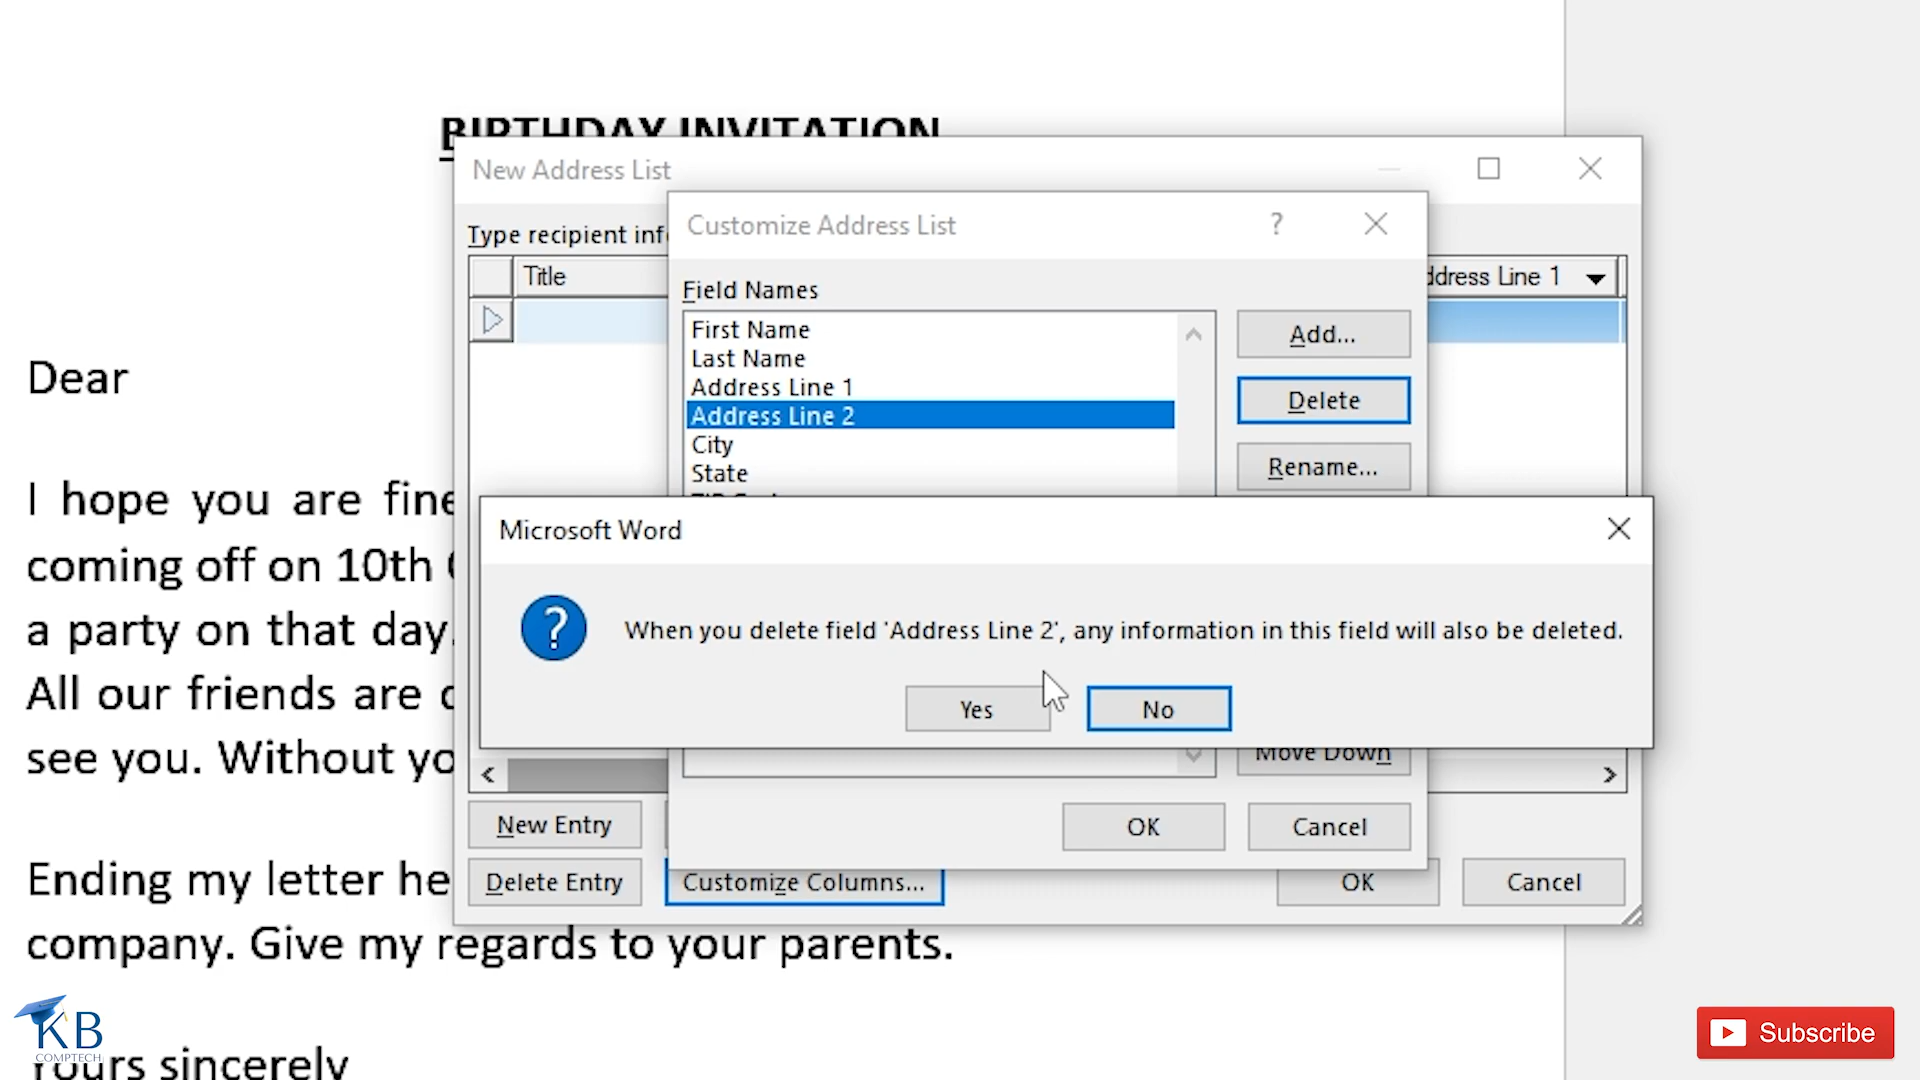 BIRTHDAY INVITATION
New Address List
Customize Address List
?
Type recipient inf
Title
ddress Line 1
Field Names
First Name
Last Name
Address Line 1
Address Line 2
City
State
Add...
Delete
Rename...
Dear
I hope you are fine
coming off on 10th
a party on that day.
All our friends are
see you. Without yo
Microsoft Word
?
When you delete field 'Address Line 2', any information in this field will also be deleted.
Yes
No
Move Down
OK
Cancel
New Entry
Delete Entry
Customize Columns...
OK
Cancel
Ending my letter he
company. Give my regards to your parents.
Yours sincerely
KB
COMPTECH
Subscribe